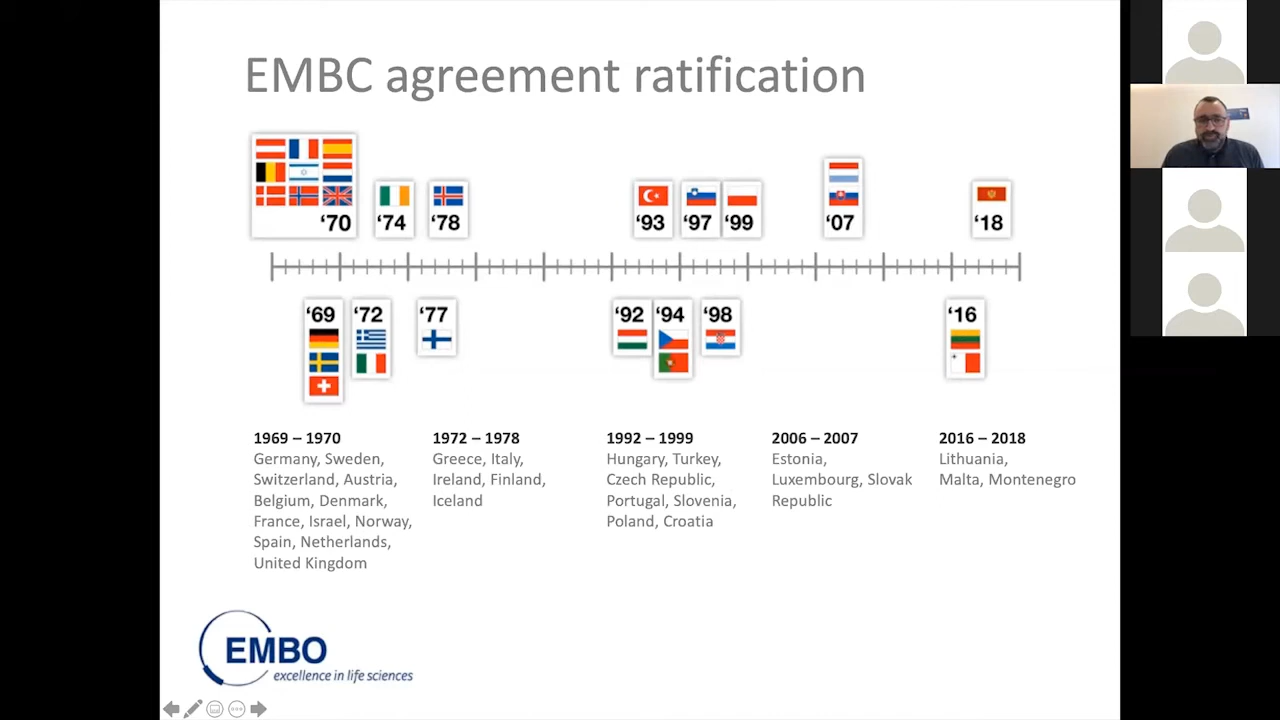 EMBC agreement ratification
‘70
‘74
‘78
‘93
‘97
‘99
‘07
‘18
‘69
‘72
‘77
‘92
‘94
‘98
‘16
1969 – 1970
Germany, Sweden,
Switzerland, Austria,
Belgium, Denmark,
France, Israel, Norway,
Spain, Netherlands,
United Kingdom
1972 – 1978
Greece, Italy,
Ireland, Finland,
Iceland
1992 – 1999
Hungary, Turkey,
Czech Republic,
Portugal, Slovenia,
Poland, Croatia
2006 – 2007
Estonia,
Luxembourg, Slovak
Republic
2016 – 2018
Lithuania,
Malta, Montenegro
EMBO
excellence in life sciences